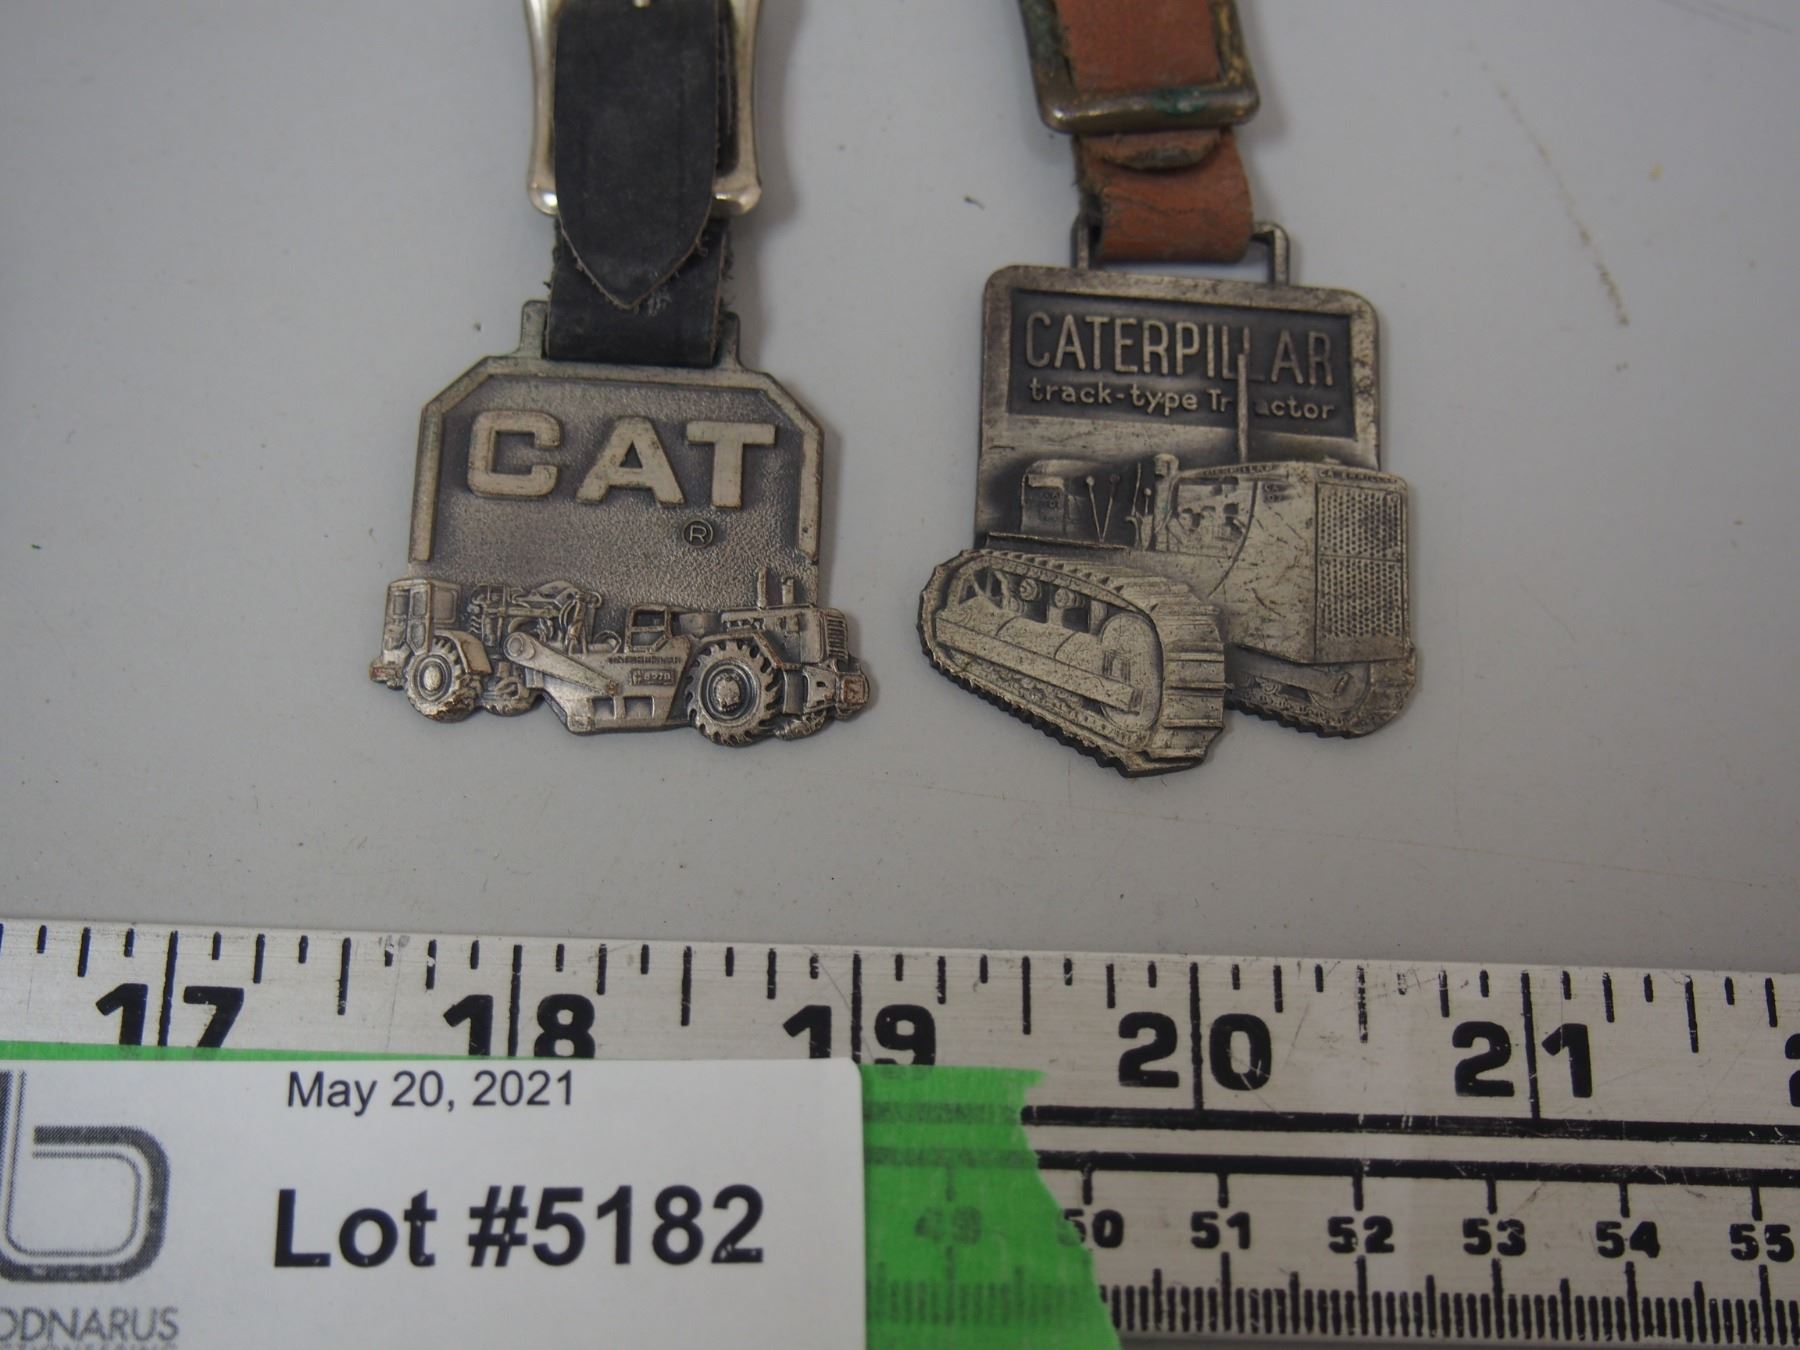 CAT
®
CATERPILLAR
track-type Tractor
17 18 19 20 21
May 20, 2021
Lot #5182
49 50 51 52 53 54 55